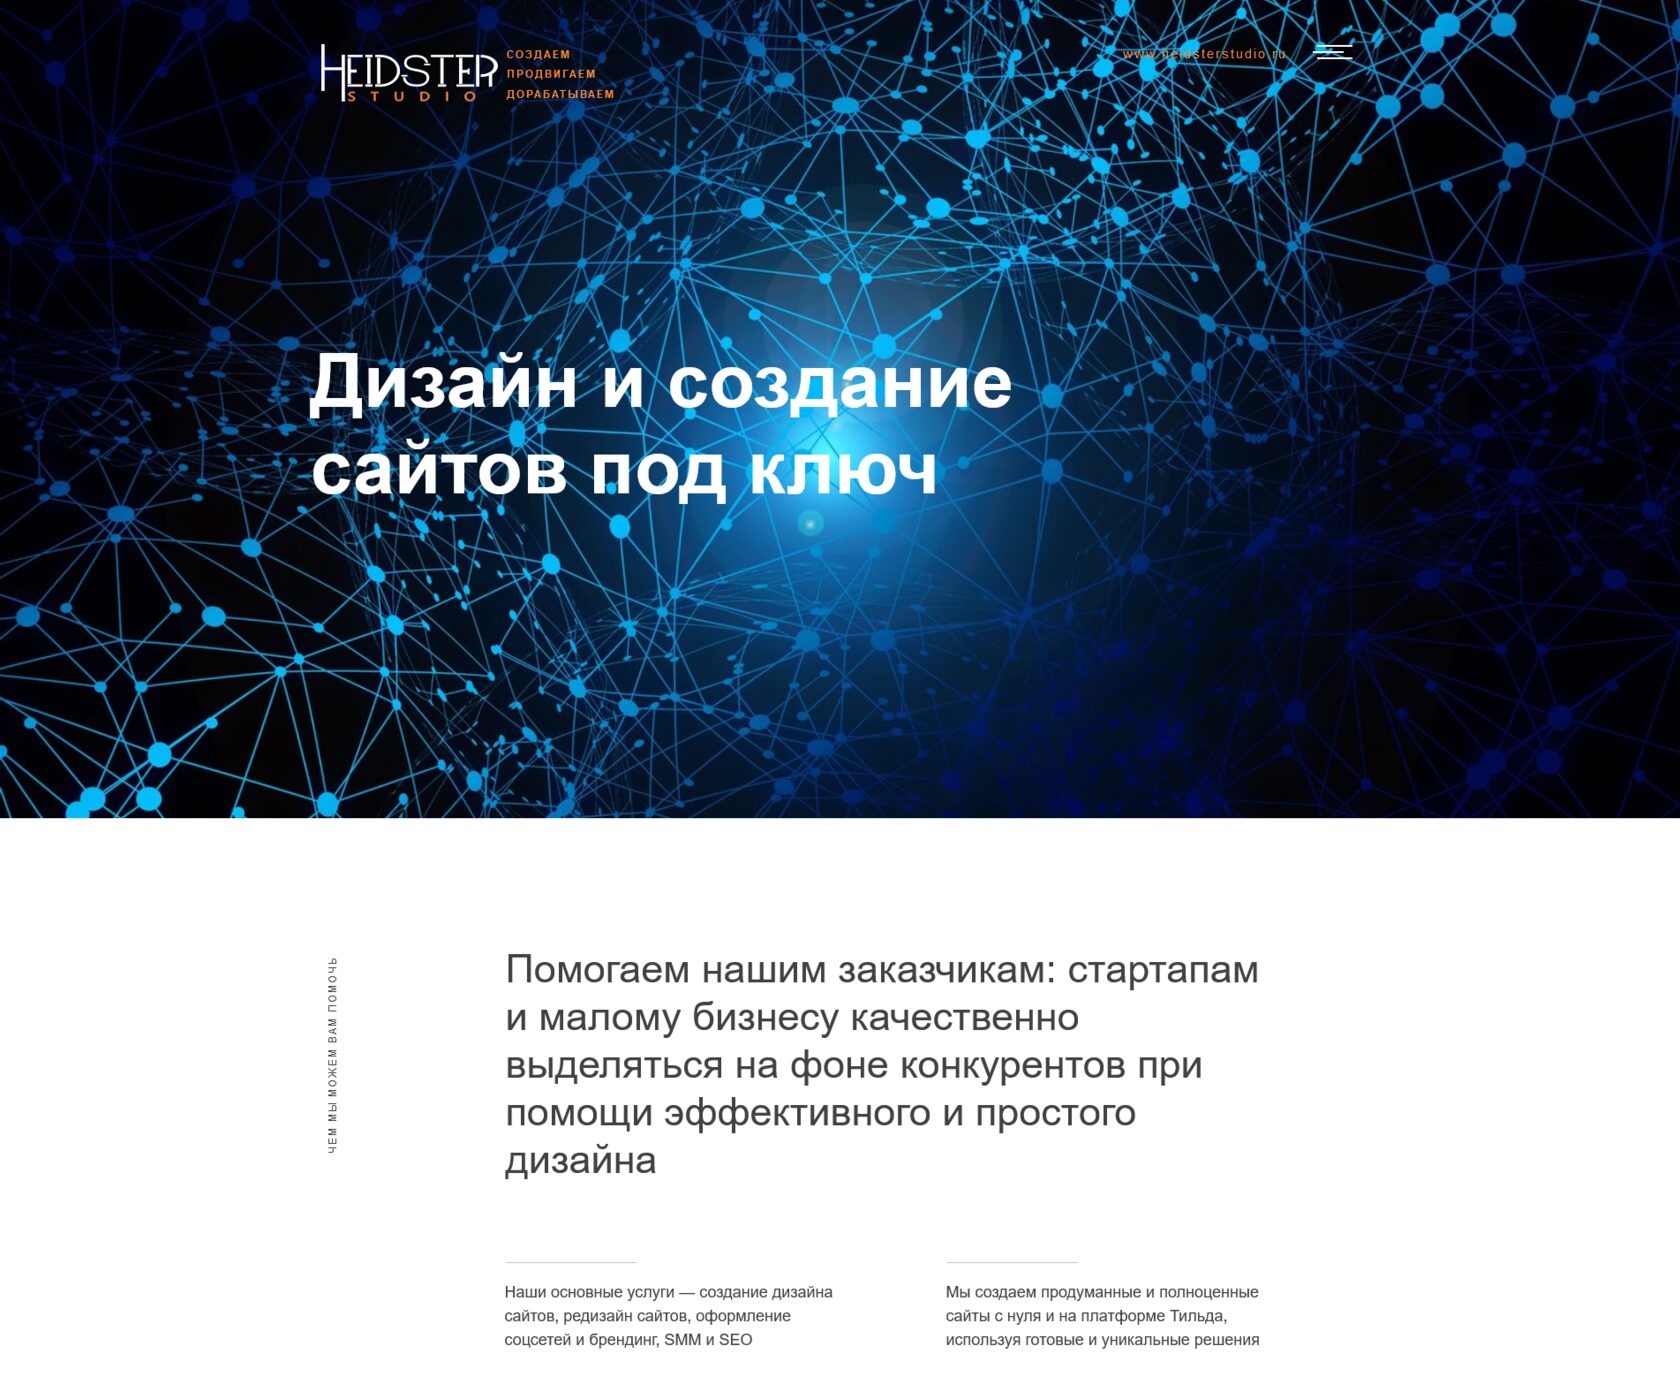 HEIDSTER
STUDIO
СОЗДАЕМ
ПРОДВИГАЕМ
ДОРАБАТЫВАЕМ
www.heidsterstudio.ru
Дизайн и создание
сайтов под ключ
ЧЕМ МЫ МОЖЕМ ВАМ ПОМОЧЬ
Помогаем нашим заказчикам: стартапам
и малому бизнесу качественно
выделяться на фоне конкурентов при
помощи эффективного и простого
дизайна
Наши основные услуги — создание дизайна
сайтов, редизайн сайтов, оформление
соцсетей и брендинг, SMM и SEO
Мы создаем продуманные и полноценные
сайты с нуля и на платформе Тильда,
используя готовые и уникальные решения